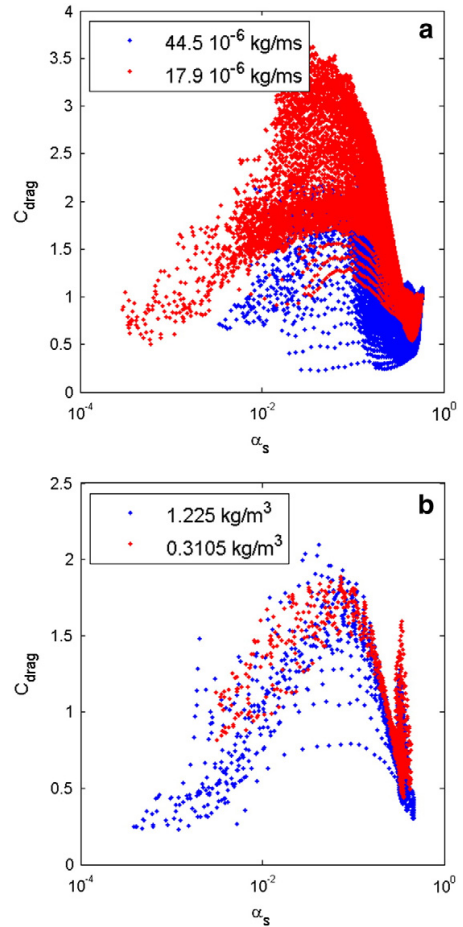 a
44.5 10⁻⁶ kg/ms
17.9 10⁻⁶ kg/ms
4
3.5
3
2.5
2
1.5
1
0.5
0
C_drag
10⁻⁴
10⁻²
10⁰
α_s
b
1.225 kg/m³
0.3105 kg/m³
2.5
2
1.5
1
0.5
0
C_drag
10⁻⁴
10⁻²
10⁰
α_s